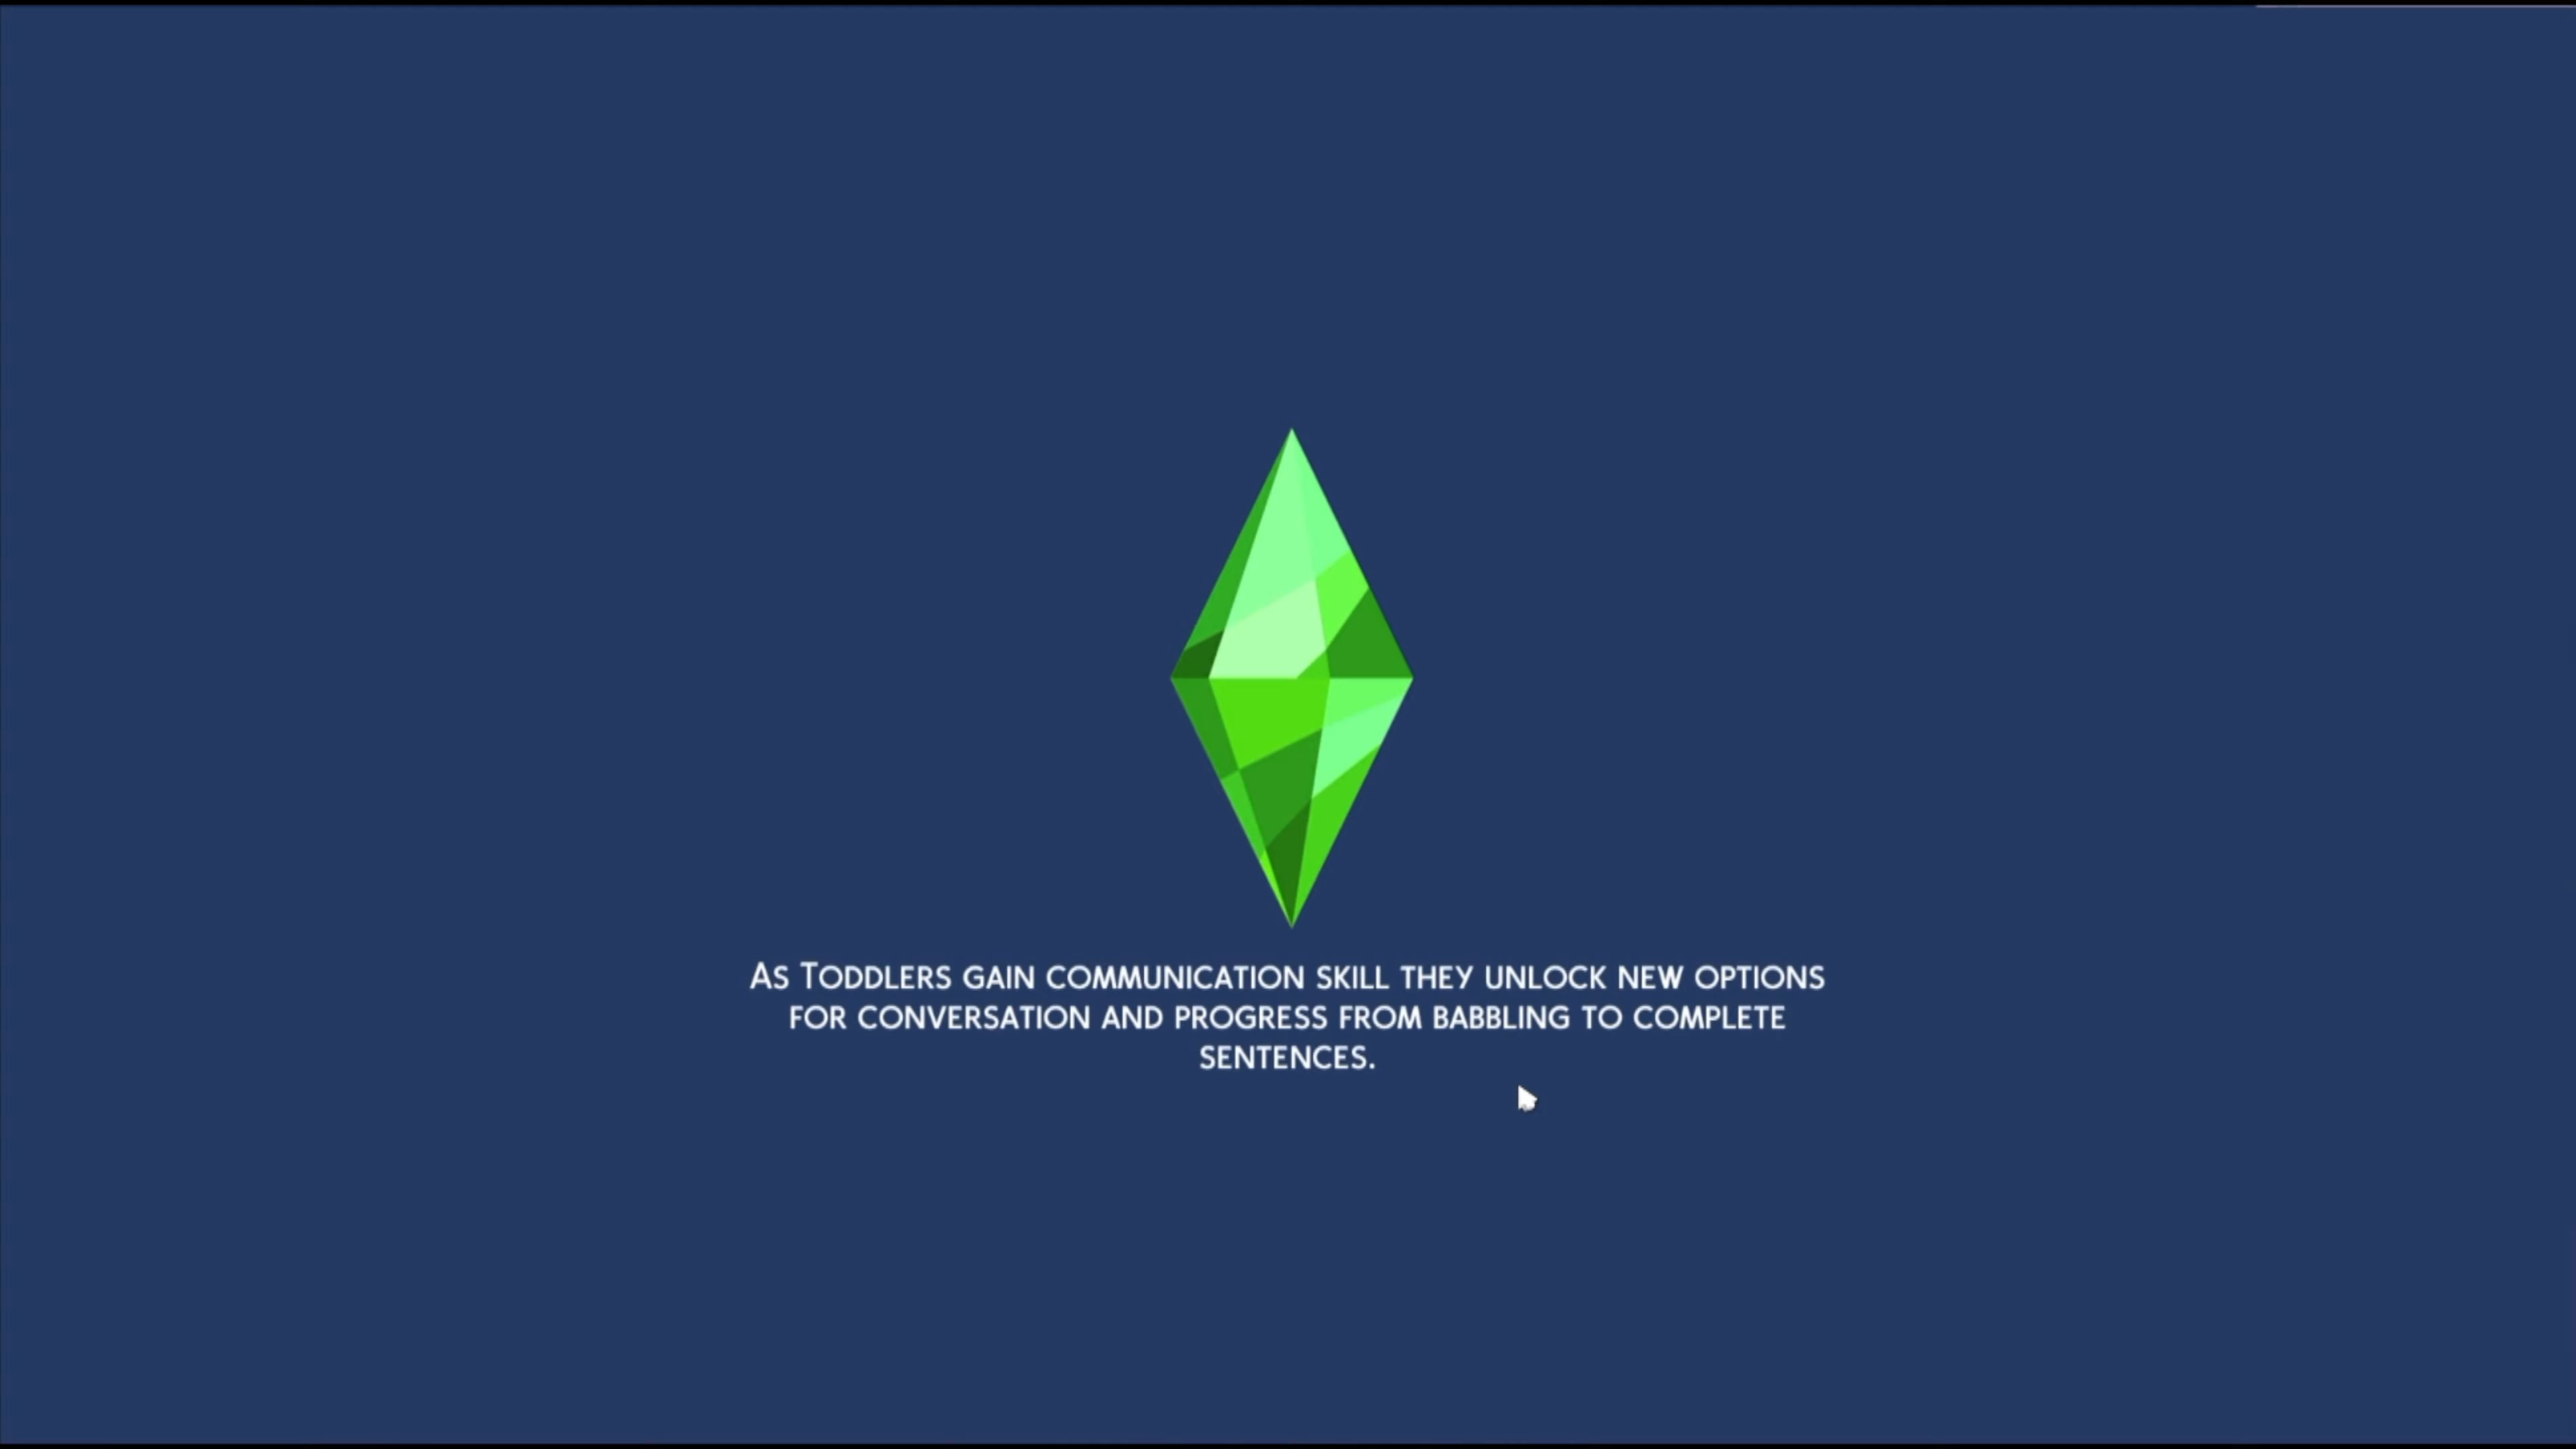 As Toddlers gain communication skill they unlock new options
for conversation and progress from babbling to complete
sentences.